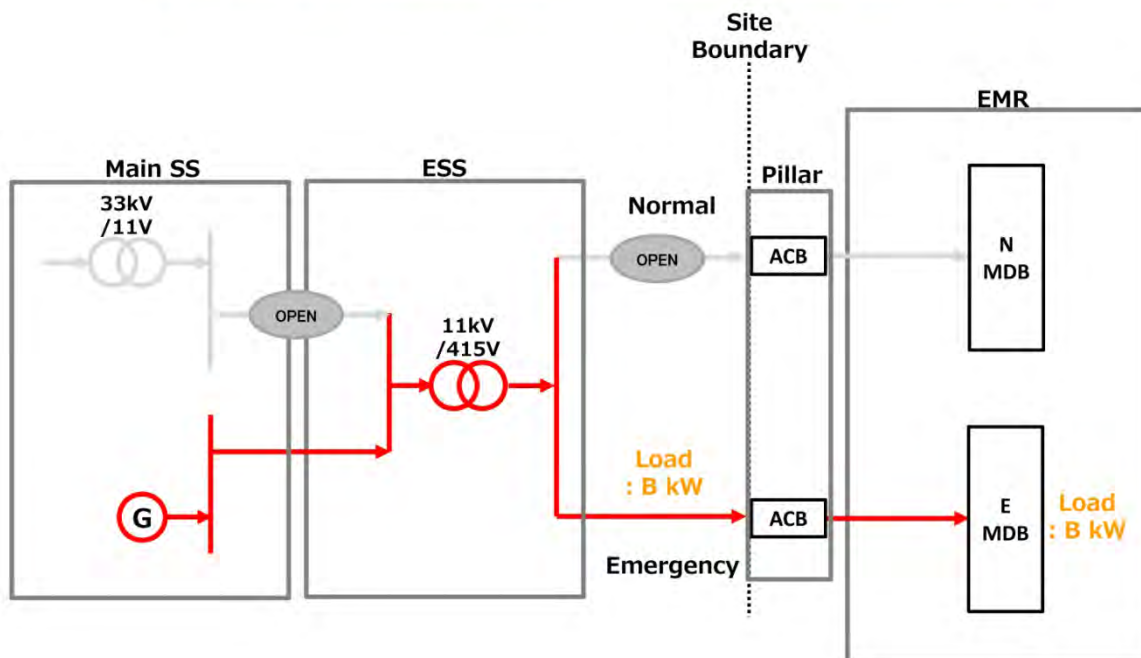 Site
Boundary
EMR
Main SS
ESS
Pillar
33kV
/11V
Normal
OPEN
ACB
N
MDB
OPEN
11kV
/415V
Load
: B kW
G
ACB
E
MDB
Load
: B kW
Emergency